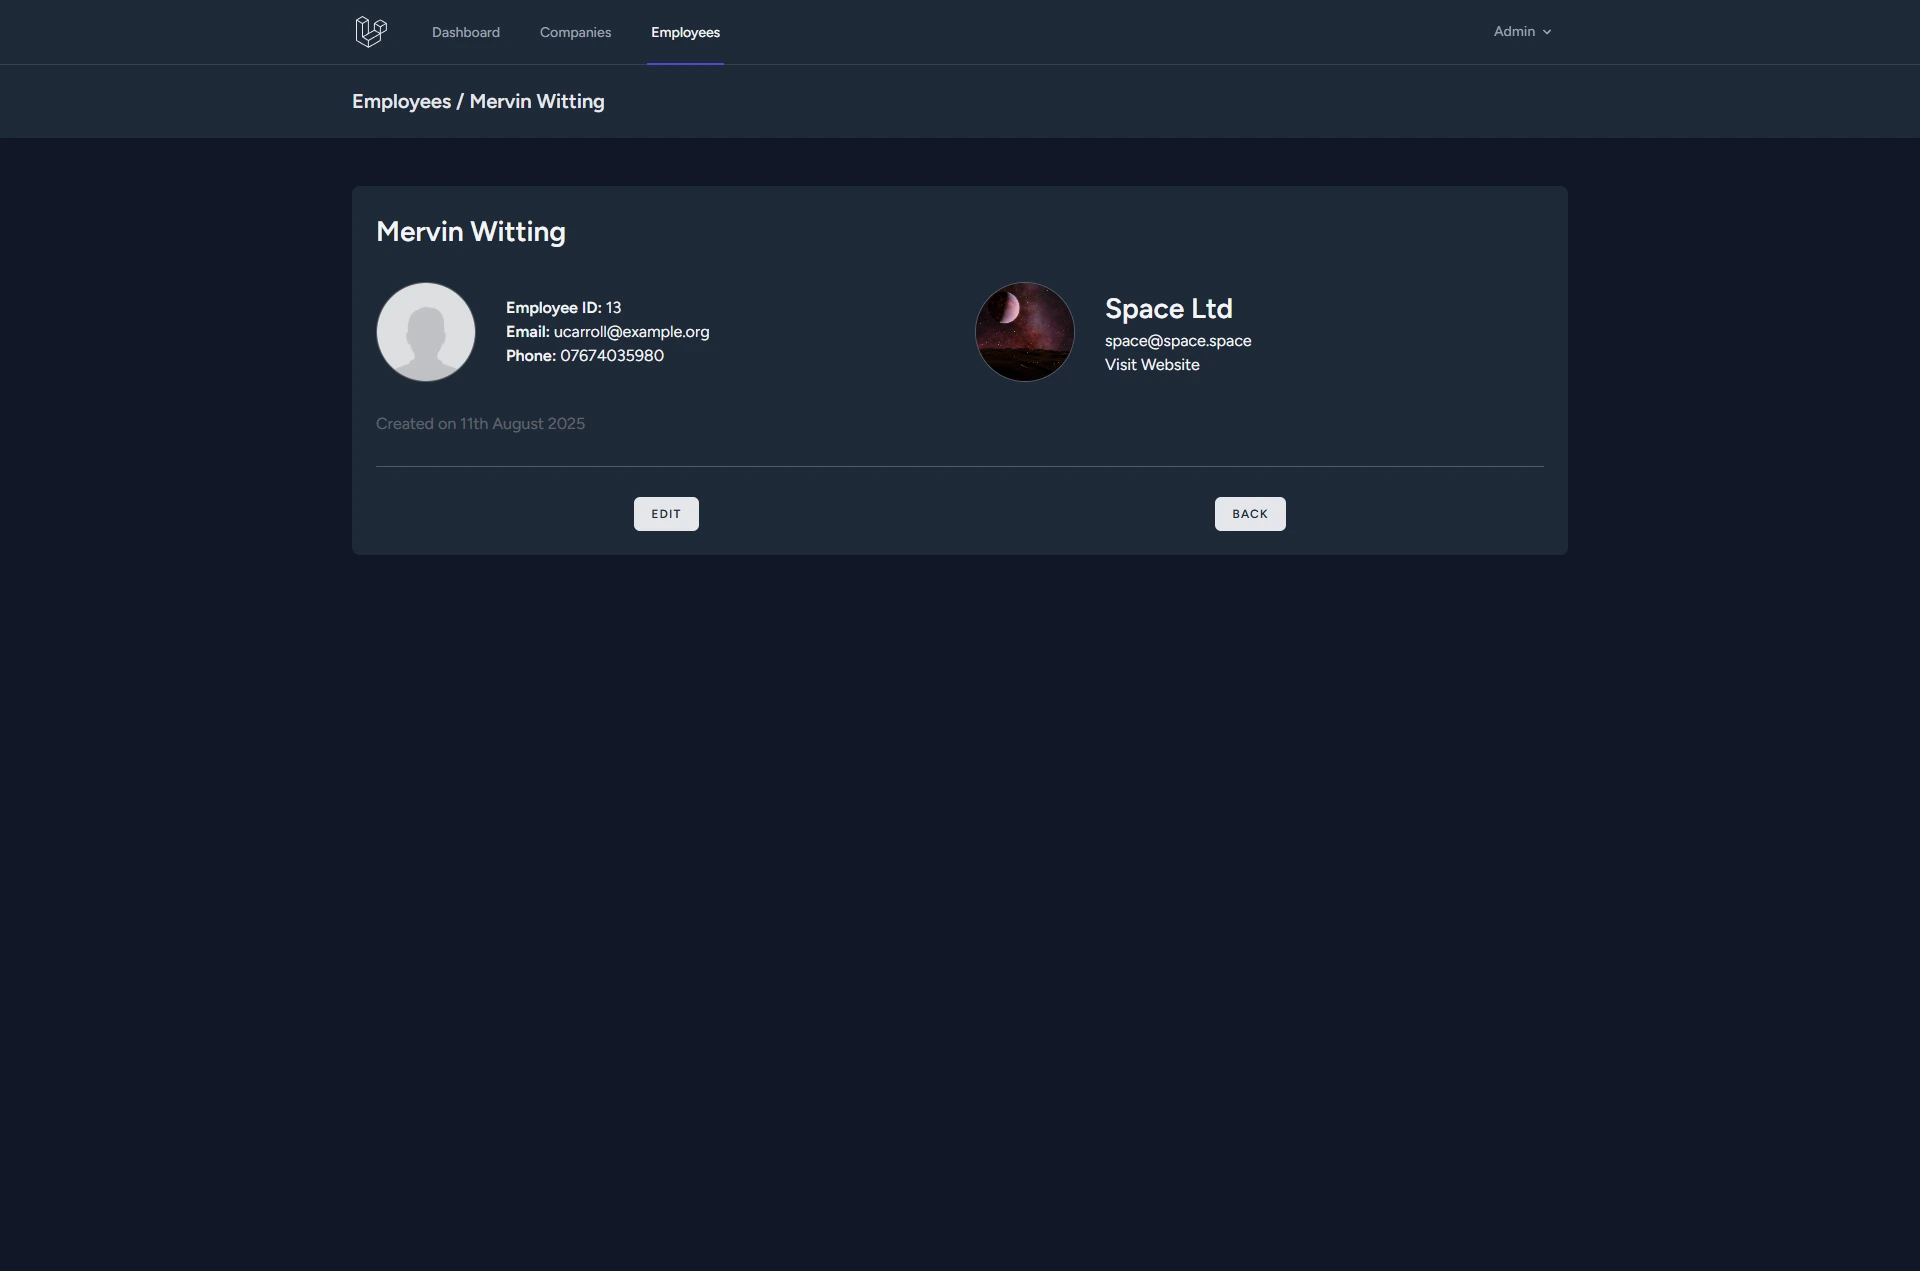 Dashboard
Companies
Employees
Admin
Employees / Mervin Witting
Mervin Witting
Employee ID: 13
Email: ucarroll@example.org
Phone: 07674035980
Space Ltd
space@space.space
Visit Website
Created on 11th August 2025
EDIT
BACK